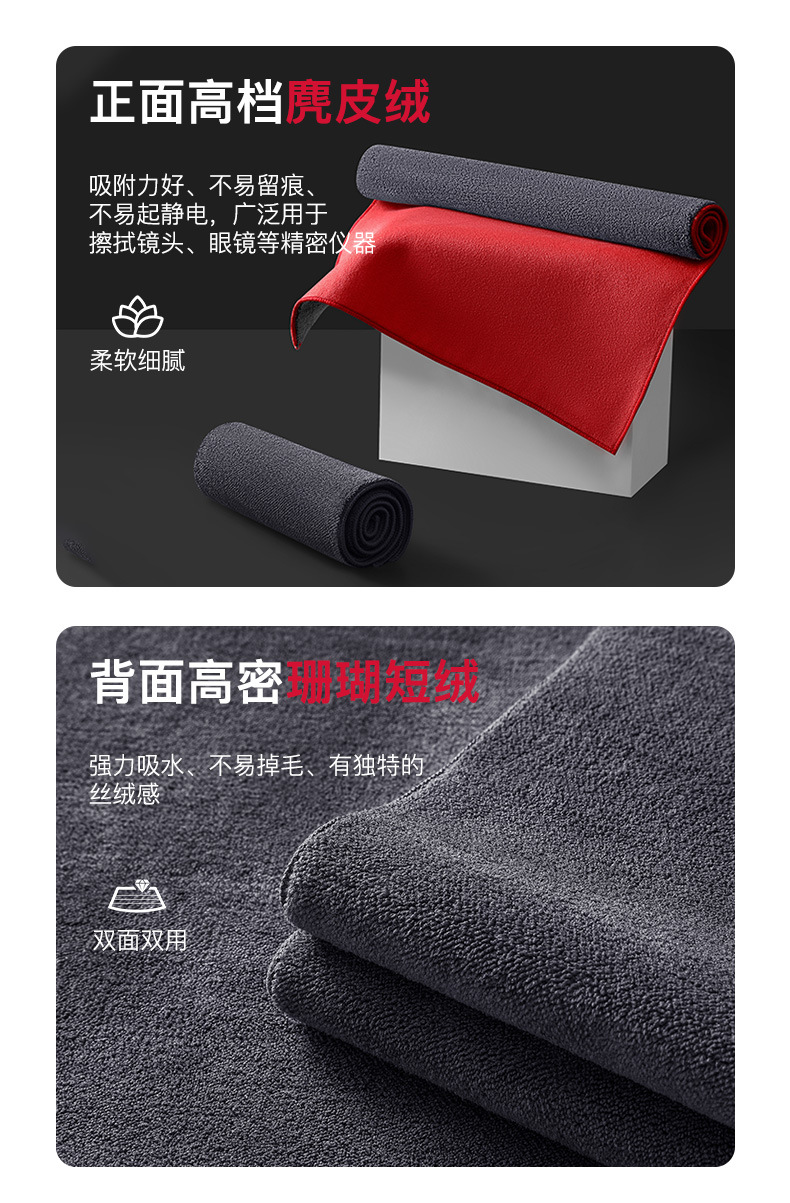 正面高档麂皮绒
吸附力好、不易留痕、
不易起静电，广泛用于
擦拭镜头、眼镜等精密仪器
柔软细腻
背面高密珊瑚短绒
强力吸水、不易掉毛、有独特的
丝绒感
双面双用